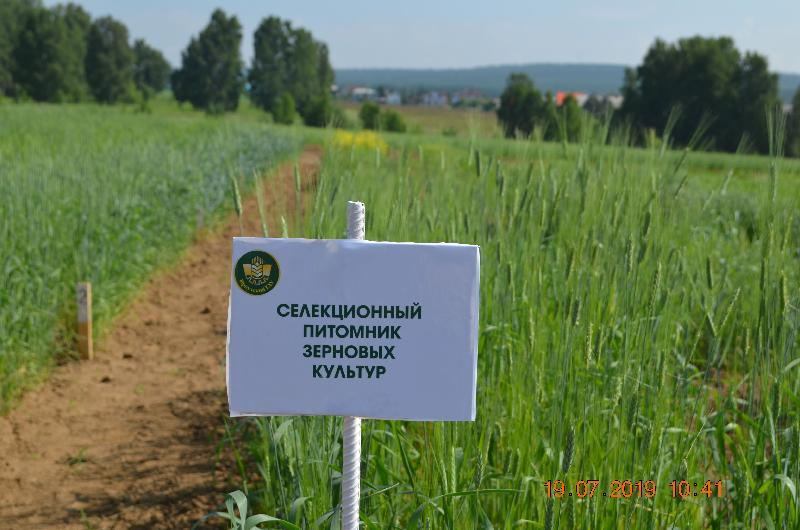 СЕЛЕКЦИОННЫЙ
ПИТОМНИК
ЗЕРНОВЫХ
КУЛЬТУР
19.07.2019 10:41